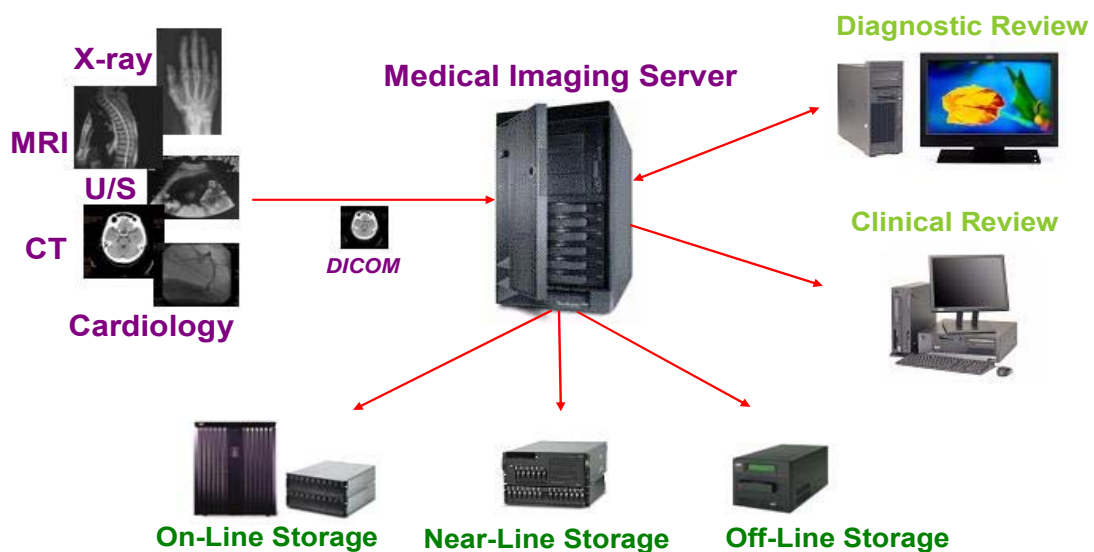 Diagnostic Review
X-ray
Medical Imaging Server
MRI
U/S
Clinical Review
CT
DICOM
Cardiology
On-Line Storage
Near-Line Storage
Off-Line Storage